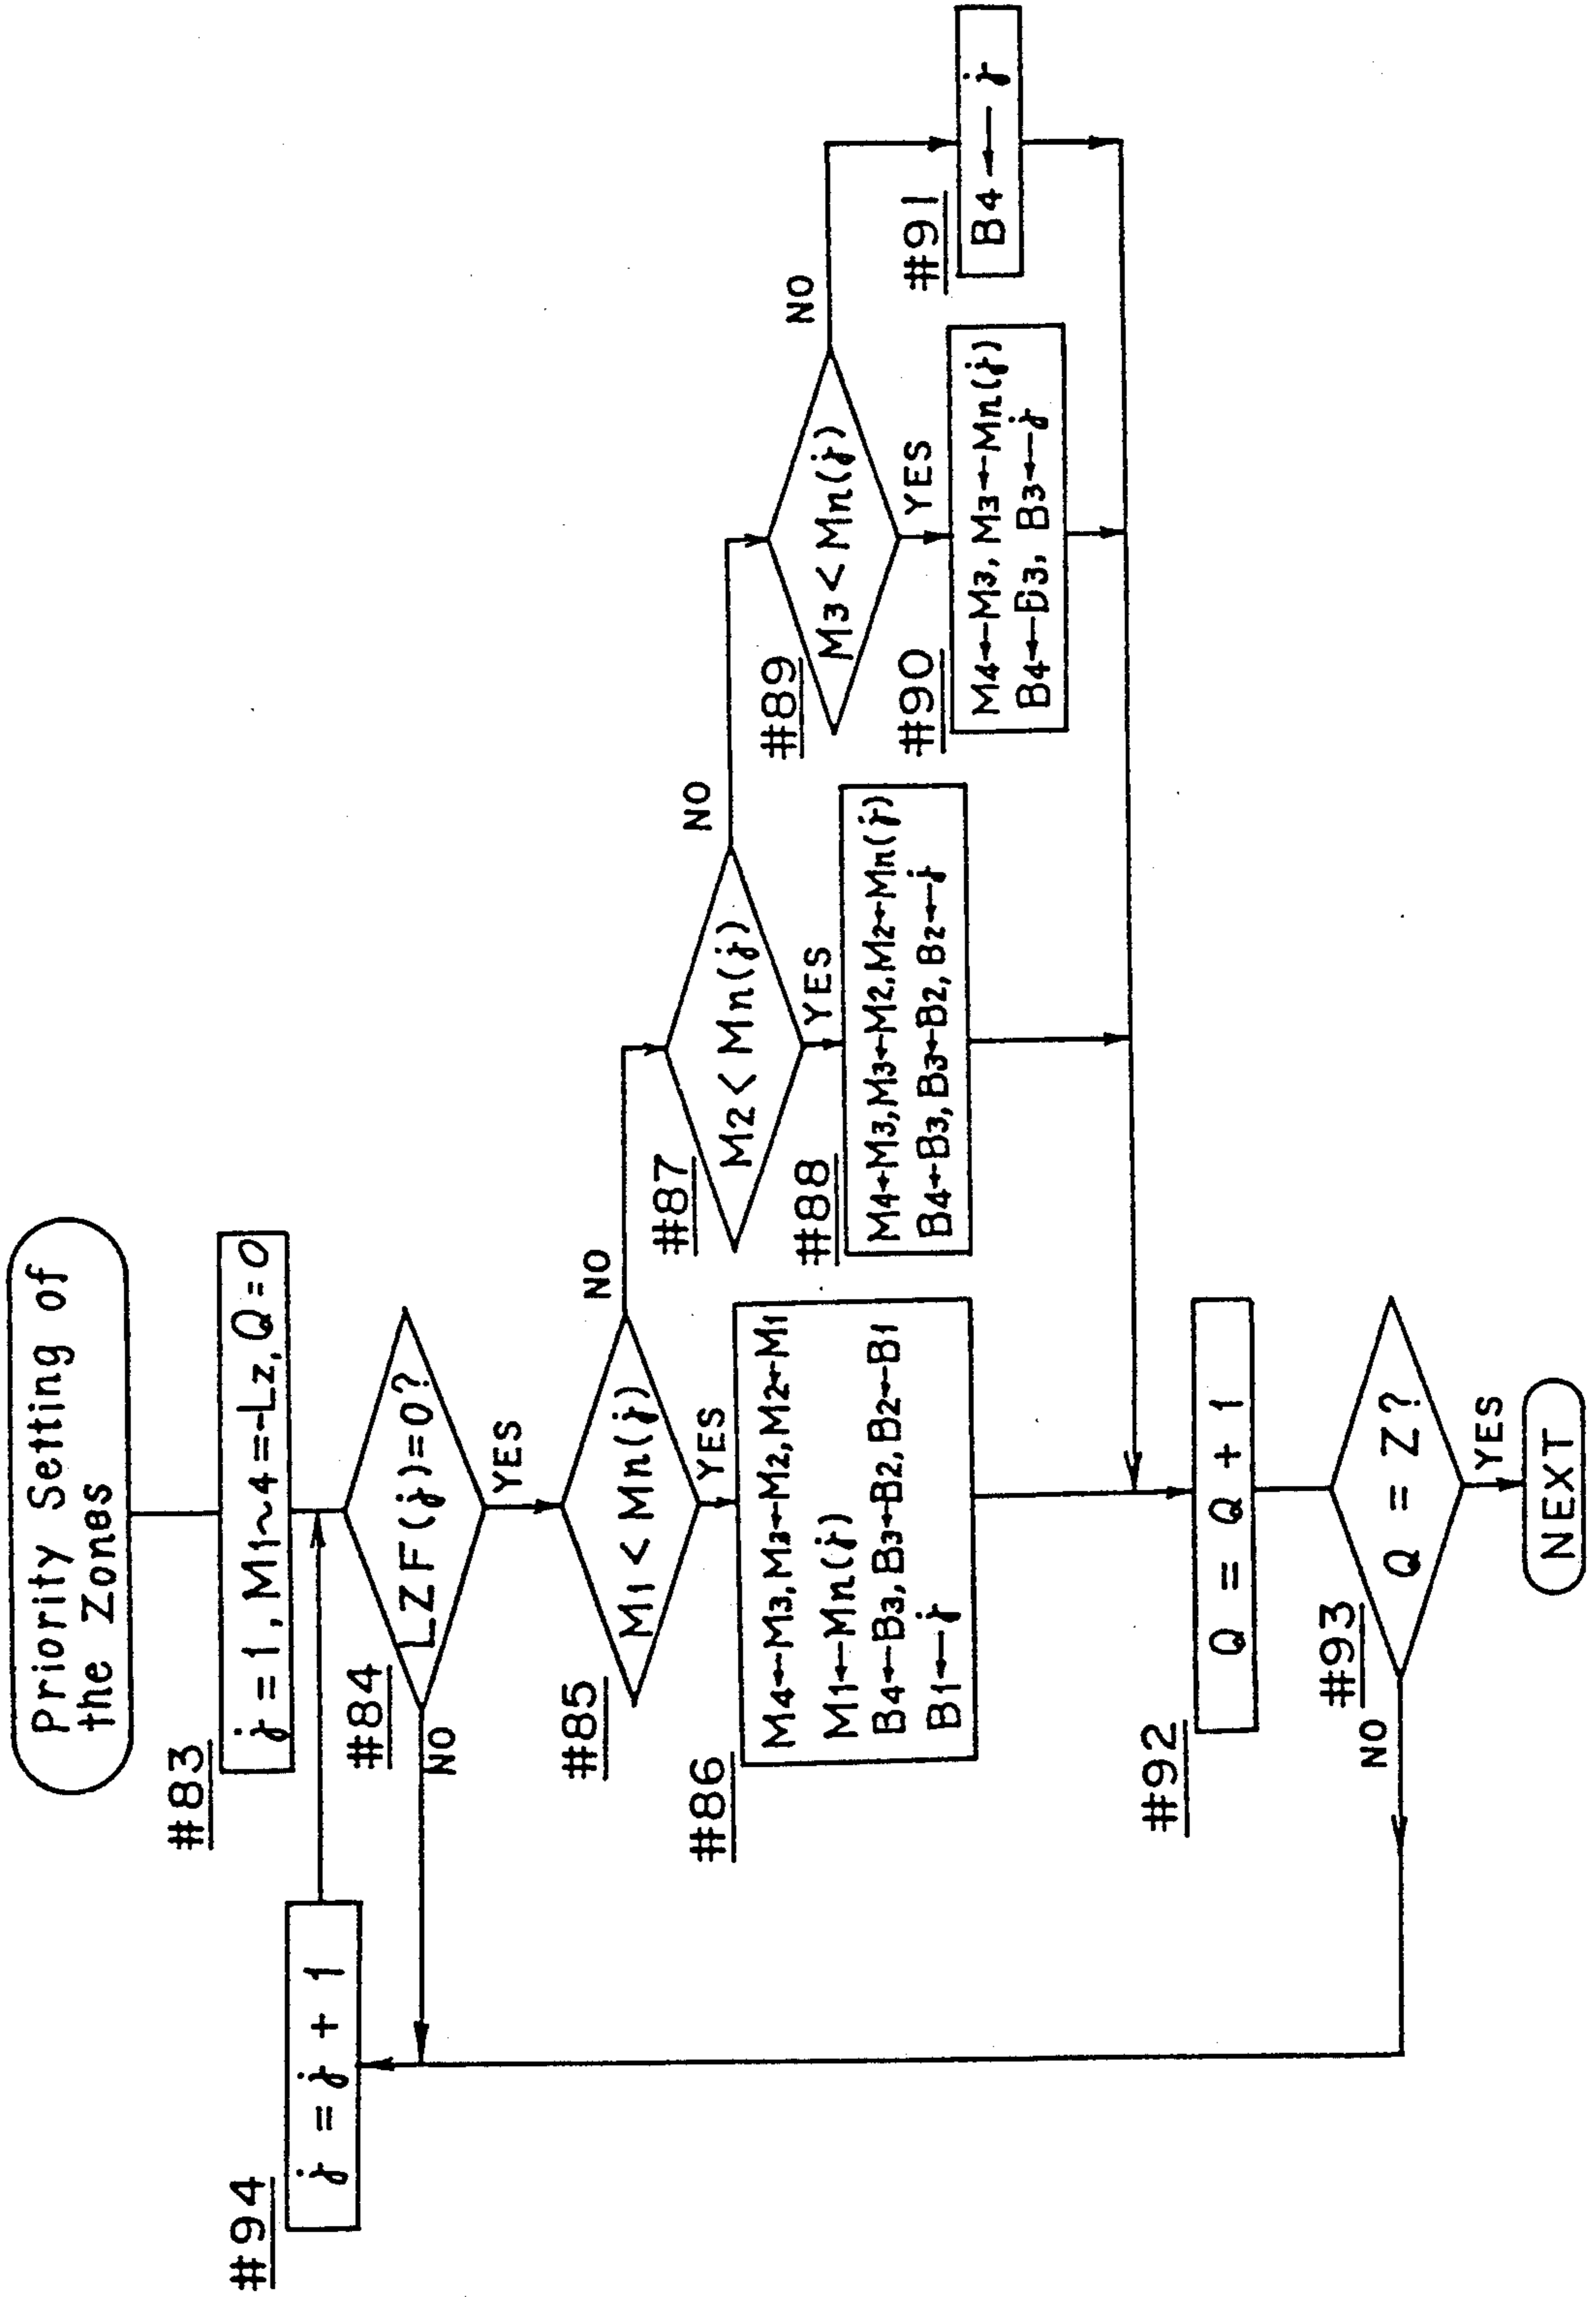 Priority Setting of
the Zones
#83
j = 1, M1~4=-Lz, Q = 0
#94
j = j + 1
#84
LZF(j)=0?
NO
YES
#85
M1 < Mn(j)
NO
YES
#86
M4←M3, M3←M2, M2←M1
M1←Mn(j)
B4←B3, B3←B2, B2←B1
B1←j
#87
M2 < Mn(j)
NO
YES
#88
M4←M3, M3←M2, M2←Mn(j)
B4←B3, B3←B2, B2←j
#89
M3 < Mn(j)
NO
YES
#90
M4←M3, M3←Mn(j)
B4←B3, B3←j
#91
B4 ← j
#92
Q = Q + 1
#93
Q = Z?
NO
YES
NEXT